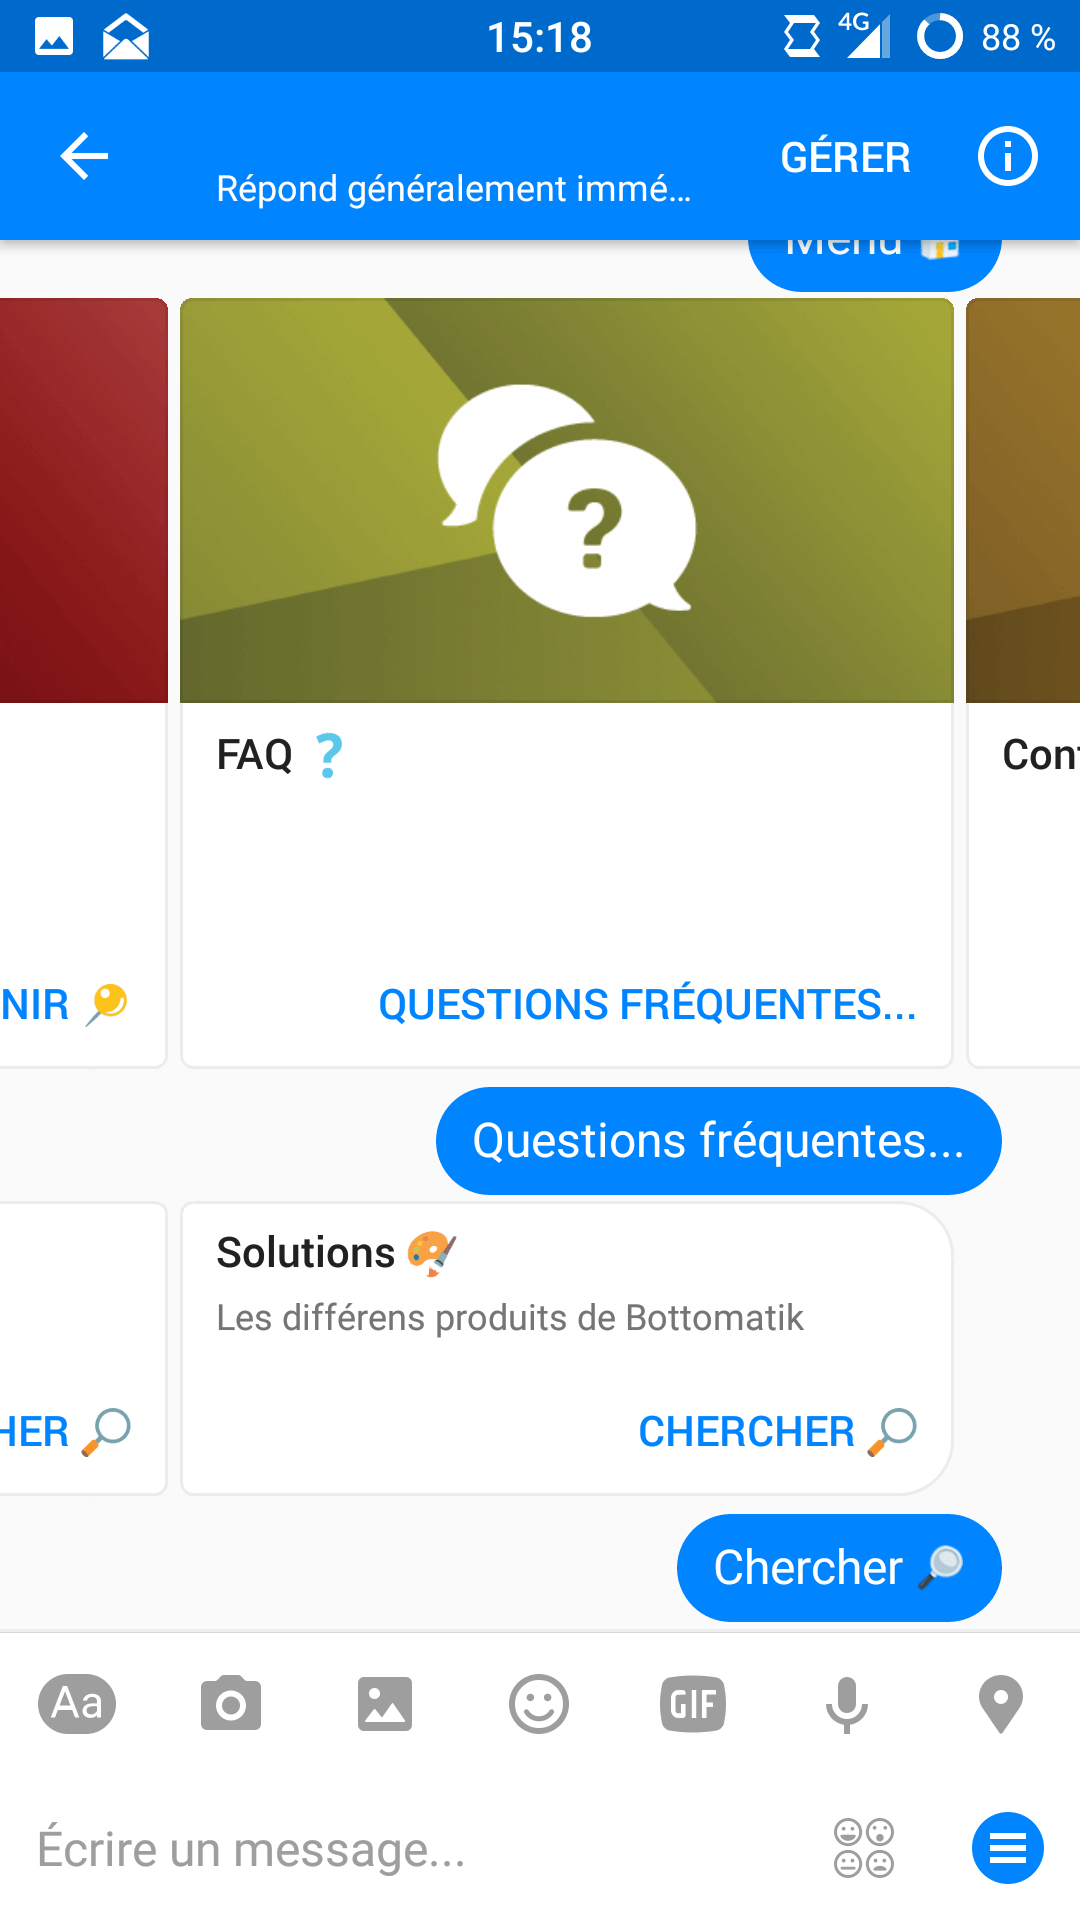 15:18
4G
88 %
GÉRER
Répond généralement immé...
Menu
FAQ
Con
NIR
QUESTIONS FRÉQUENTES...
Questions fréquentes...
Solutions
Les différens produits de Bottomatik
HER
CHERCHER
Chercher
Aa
GIF
Écrire un message...